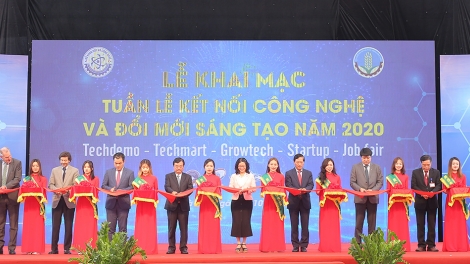 LỄ KHAI MẠC
TUẦN LỄ KẾT NỐI CÔNG NGHỆ
VÀ ĐỔI MỚI SÁNG TẠO NĂM 2020
Techdemo - Techmart - Growtech - Startup - Job Fair